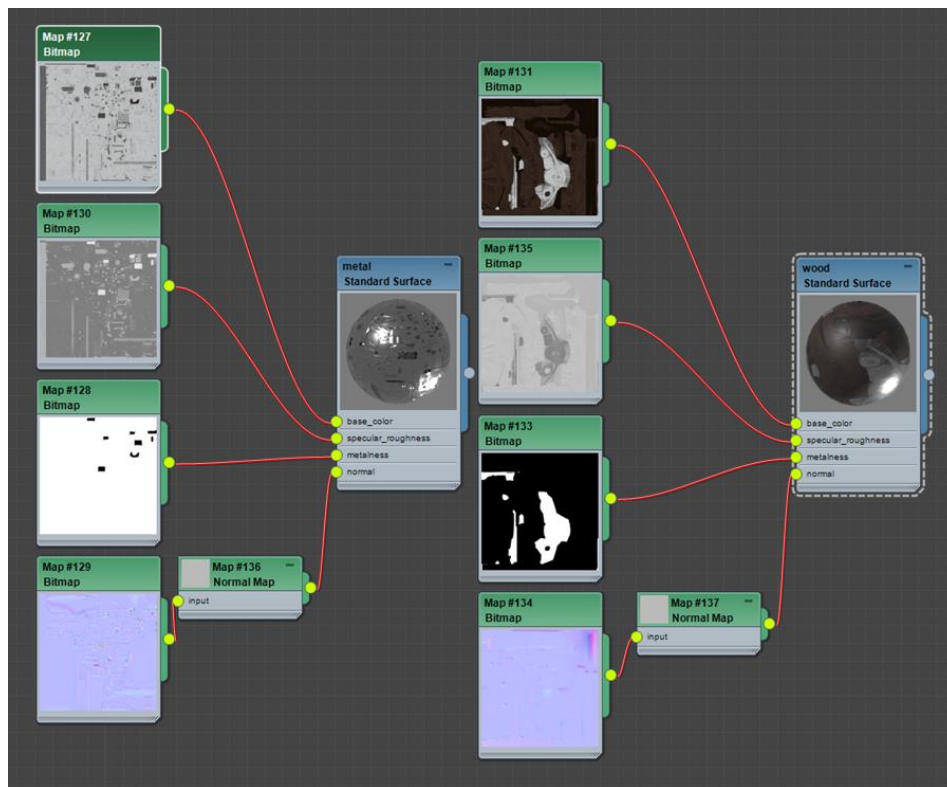 Map #127
Bitmap
Map #130
Bitmap
Map #128
Bitmap
Map #129
Bitmap
Map #136
Normal Map
input
metal
Standard Surface
base_color
specular_roughness
metalness
normal
Map #131
Bitmap
Map #135
Bitmap
Map #133
Bitmap
Map #134
Bitmap
Map #137
Normal Map
input
wood
Standard Surface
base_color
specular_roughness
metalness
normal